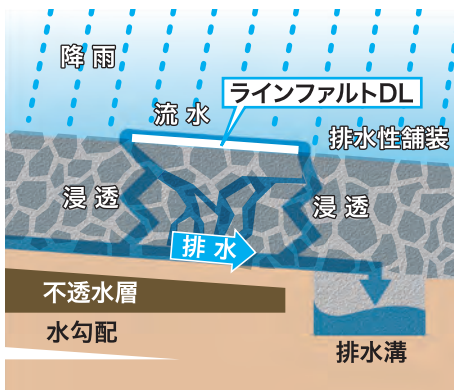 降雨
ラインファルトDL
流水
排水性舗装
浸透
浸透
排水
不透水層
水勾配
排水溝